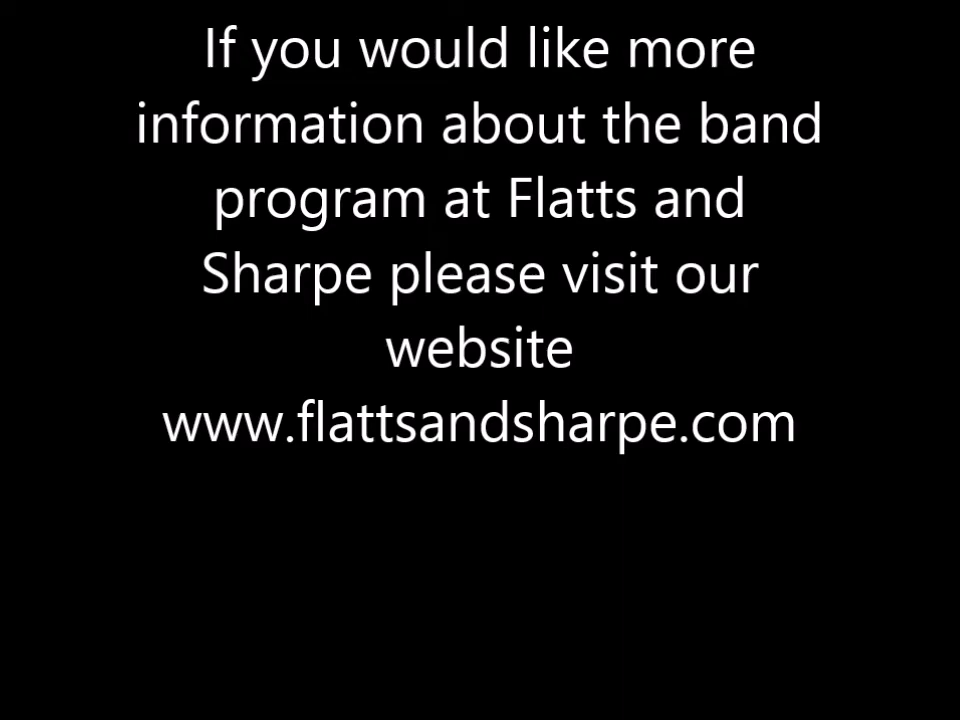 If you would like more
information about the band
program at Flatts and
Sharpe please visit our
website
www.flattsandsharpe.com